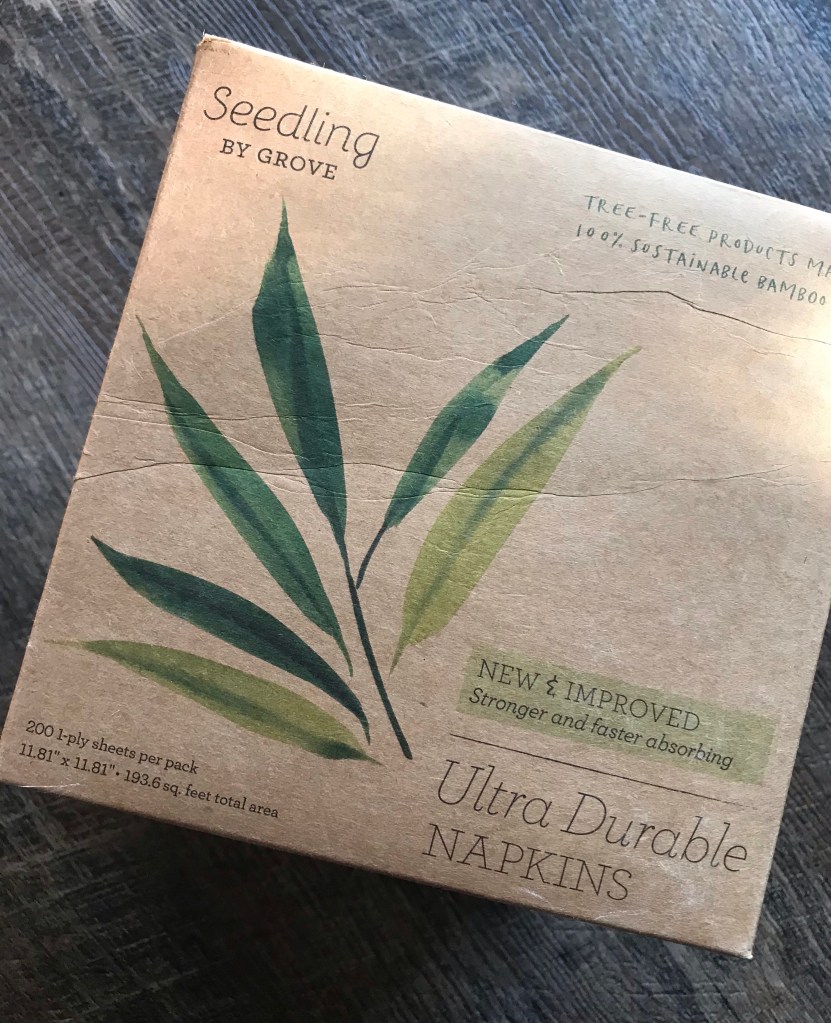 Seedling
BY GROVE
TREE-FREE PRODUCTS
100% SUSTAINABLE BAMBOO
NEW & IMPROVED
Stronger and faster absorbing
200 1-ply sheets per pack
11.81" x 11.81" • 193.6 sq. feet total area
Ultra Durable
NAPKINS